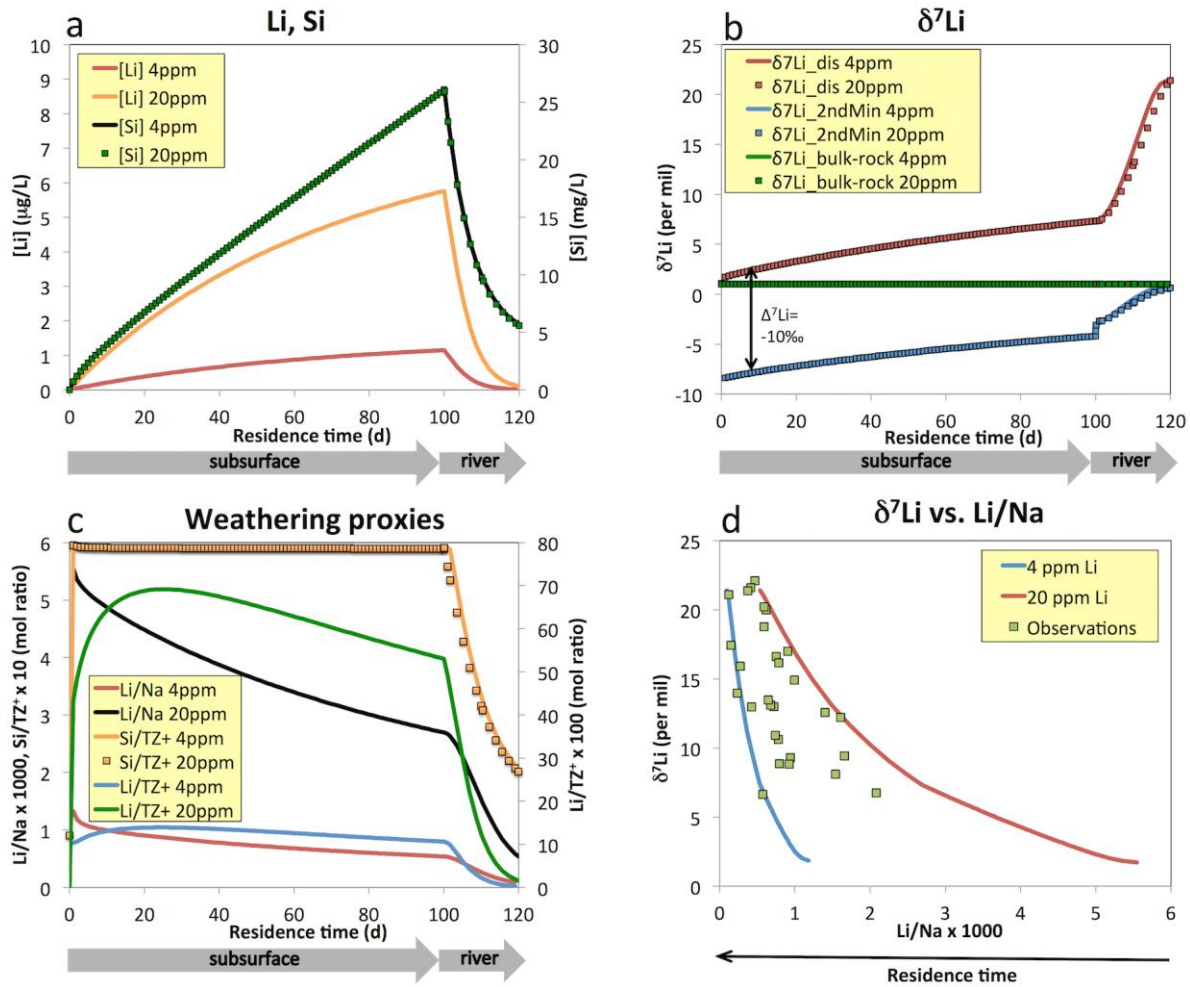 a
Li, Si
[Li] 4ppm
[Li] 20ppm
[Si] 4ppm
[Si] 20ppm
10
9
8
7
6
5
4
3
2
1
0
[Li] (µg/L)
30
25
20
15
10
5
0
[Si] (mg/L)
0 20 40 60 80 100 120
Residence time (d)
subsurface river
b
δ⁷Li
δ7Li_dis 4ppm
δ7Li_dis 20ppm
δ7Li_2ndMin 4ppm
δ7Li_2ndMin 20ppm
δ7Li_bulk-rock 4ppm
δ7Li_bulk-rock 20ppm
25
20
15
10
5
0
-5
-10
δ⁷Li (per mil)
Δ⁷Li=
-10‰
0 20 40 60 80 100 120
Residence time (d)
subsurface river
c
Weathering proxies
6
5
4
3
2
1
0
Li/Na x 1000, Si/TZ⁺ x 10 (mol ratio)
Li/Na 4ppm
Li/Na 20ppm
Si/TZ+ 4ppm
Si/TZ+ 20ppm
Li/TZ+ 4ppm
Li/TZ+ 20ppm
80
70
60
50
40
30
20
10
0
Li/TZ⁺ x 100 (mol ratio)
0 20 40 60 80 100 120
Residence time (d)
subsurface river
d
δ⁷Li vs. Li/Na
4 ppm Li
20 ppm Li
Observations
25
20
15
10
5
0
δ⁷Li (per mil)
0 1 2 3 4 5 6
Li/Na x 1000
Residence time